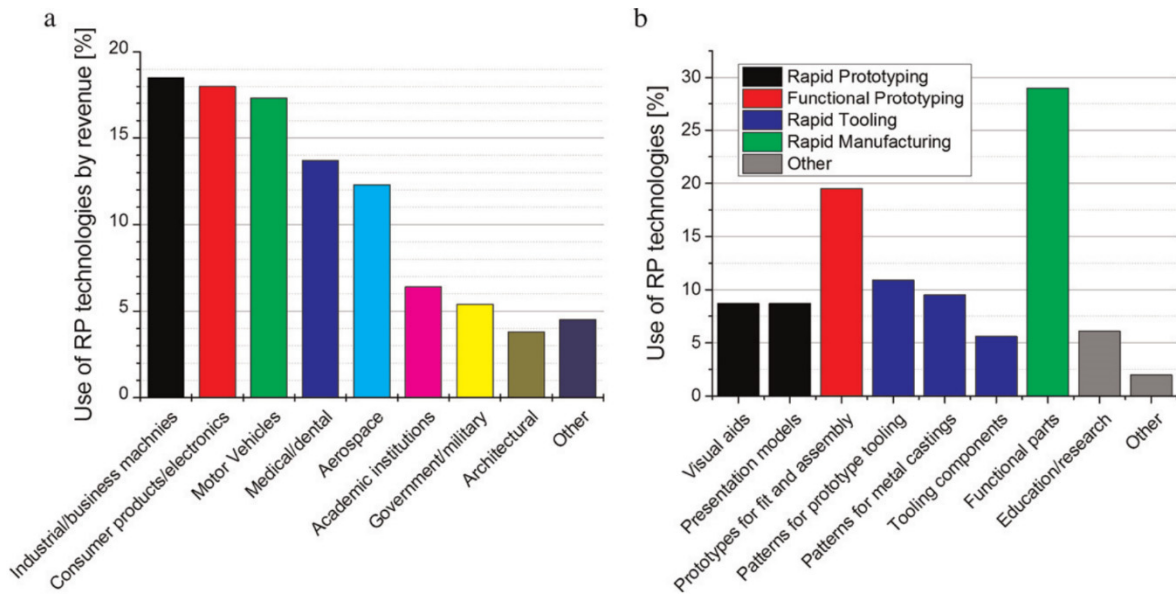 a
Use of RP technologies by revenue [%]
20
15
10
5
0
Industrial/business machnies
Consumer products/electronics
Motor Vehicles
Medical/dental
Aerospace
Academic institutions
Government/military
Architectural
Other
b
Use of RP technologies [%]
30
25
20
15
10
5
0
Rapid Prototyping
Functional Prototyping
Rapid Tooling
Rapid Manufacturing
Other
Visual aids
Presentation models
Prototypes for fit and assembly
Patterns for prototype tooling
Patterns for metal castings
Tooling components
Functional parts
Education/research
Other